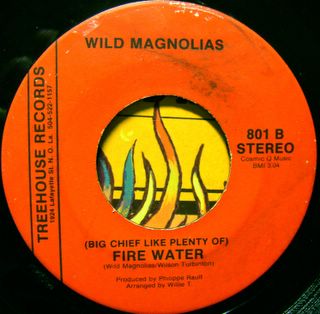 WILD MAGNOLIAS
TREEHOUSE RECORDS
1924 Lafayette St. N. O. La. 504-522-1157
801 B
STEREO
Cosmic Q Music
BMI 3:04
(BIG CHIEF LIKE PLENTY OF)
FIRE WATER
(Wild Magnolias/Wilson Turbinton)
Produced by Philippe Rault
Arranged by Willie T.